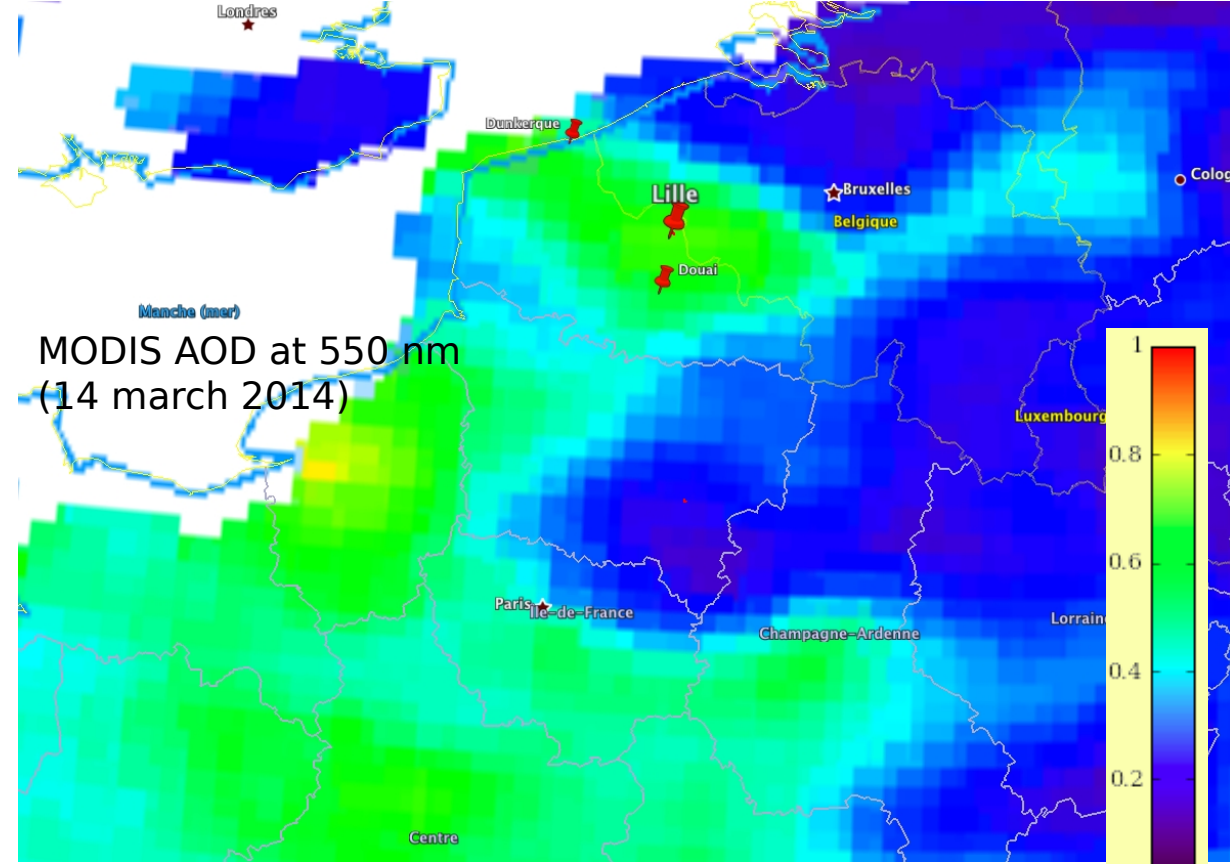 Londres
Dunkerque
Lille
Bruxelles
Belgique
Colog
Douai
Manche (mer)
MODIS AOD at 550 nm
(14 march 2014)
1
Luxembourg
0.8
0.6
Paris
Île-de-France
Champagne-Ardenne
Lorrain
0.4
0.2
Centre